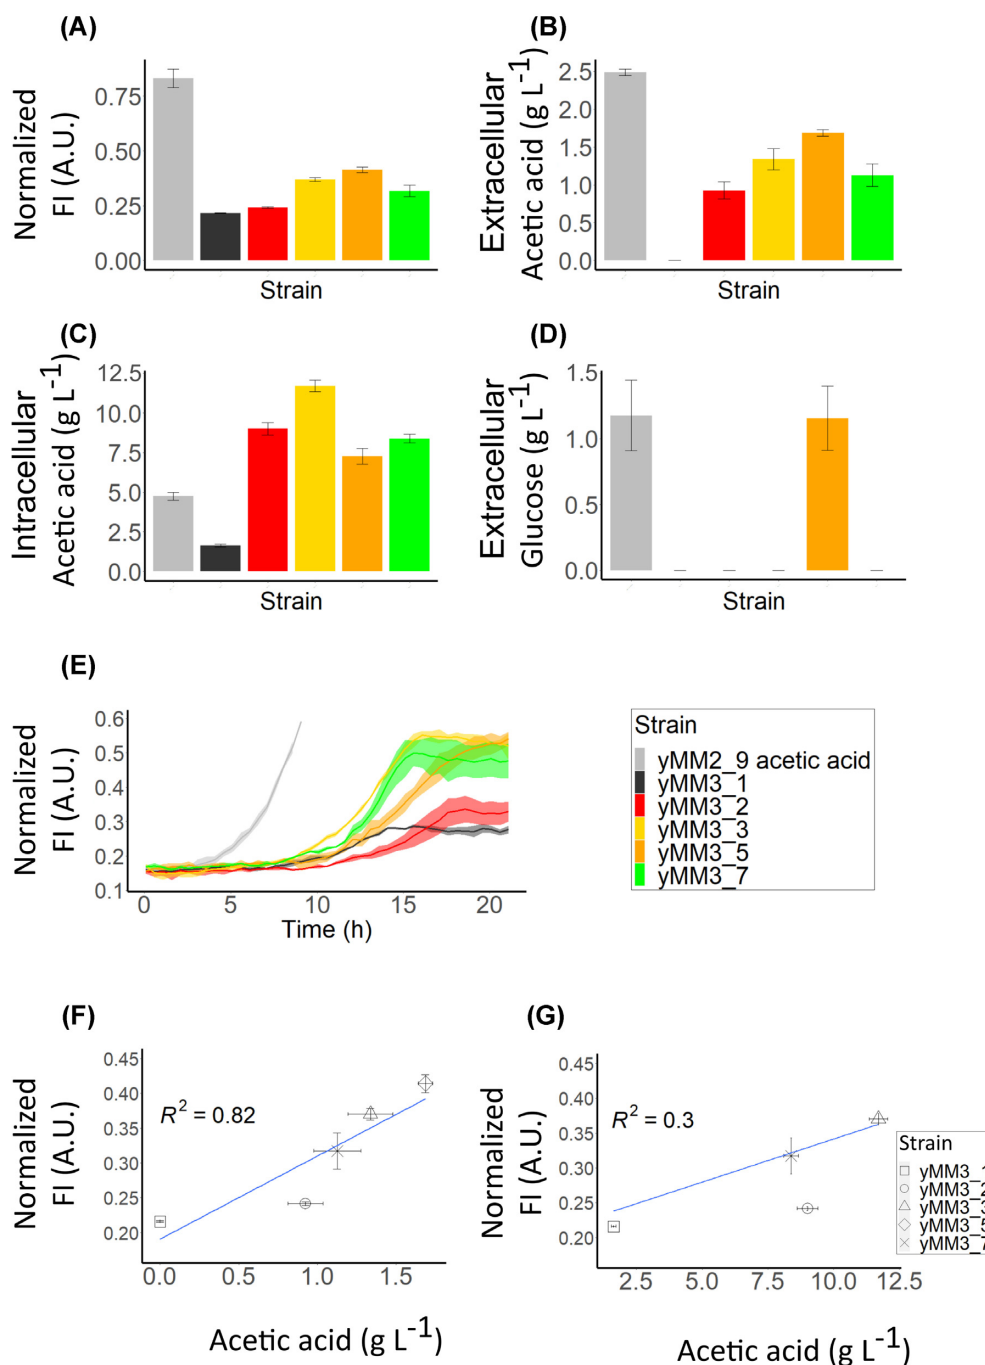 (A)
Normalized
FI (A.U.)
0.75
0.50
0.25
0.00
Strain
(B)
Extracellular
Acetic acid (g L-1)
2.5
2.0
1.5
1.0
0.5
0.0
Strain
(C)
Intracellular
Acetic acid (g L-1)
12.5
10.0
7.5
5.0
2.5
0.0
Strain
(D)
Extracellular
Glucose (g L-1)
1.5
1.0
0.5
0.0
Strain
(E)
Normalized
FI (A.U.)
0.6
0.5
0.4
0.3
0.2
0.1
0 5 10 15 20
Time (h)
Strain
yMM2_9 acetic acid
yMM3_1
yMM3_2
yMM3_3
yMM3_5
yMM3_7
(F)
Normalized
FI (A.U.)
0.45
0.40
0.35
0.30
0.25
0.20
R2 = 0.82
0.0 0.5 1.0 1.5
Acetic acid (g L-1)
(G)
Normalized
FI (A.U.)
0.45
0.40
0.35
0.30
0.25
0.20
R2 = 0.3
2.5 5.0 7.5 10.0 12.5
Acetic acid (g L-1)
Strain
yMM3_1
yMM3_2
yMM3_3
yMM3_5
yMM3_7